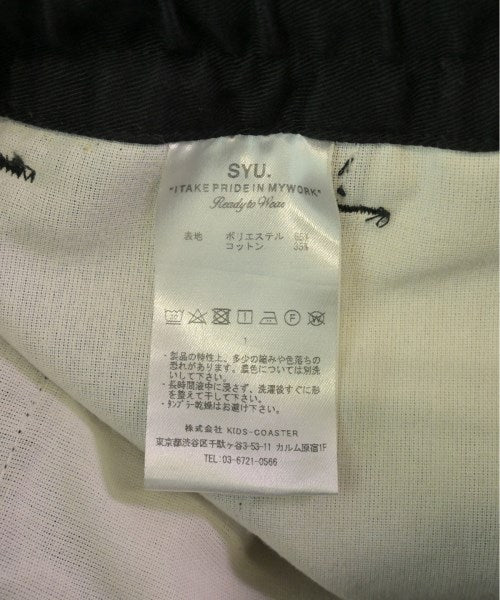 SYU.
"I TAKE PRIDE IN MY WORK"
Ready to Wear
表地 ポリエステル 65%
コットン 35%
1
・製品の特性上、多少の縮みや色落ちの
恐れがあります。濃色については別洗
いして下さい。
・長時間液中に浸さず、洗濯後すぐに形
を整えて干して下さい。
・タンブラー乾燥はお避け下さい。
株式会社 KIDS-COASTER
東京都渋谷区千駄ヶ谷3-53-11 カルム原宿1F
TEL:03-6721-0566